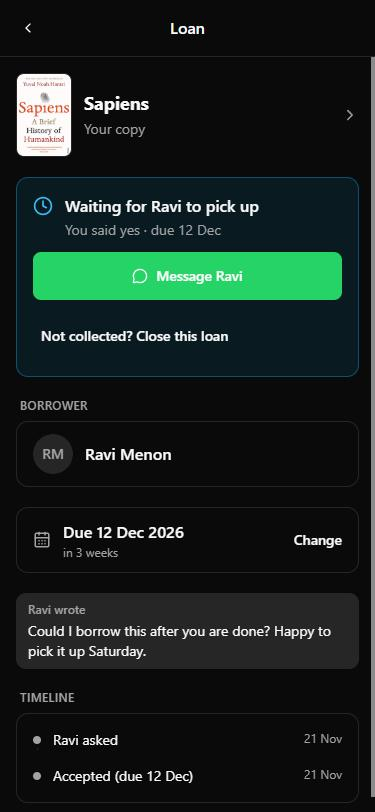 Loan
Yuval Noah Harari
Sapiens
A Brief
History of
Humankind
Sapiens
Your copy
Waiting for Ravi to pick up
You said yes · due 12 Dec
Message Ravi
Not collected? Close this loan
BORROWER
RM
Ravi Menon
Due 12 Dec 2026
in 3 weeks
Change
Ravi wrote
Could I borrow this after you are done? Happy to
pick it up Saturday.
TIMELINE
Ravi asked
21 Nov
Accepted (due 12 Dec)
21 Nov